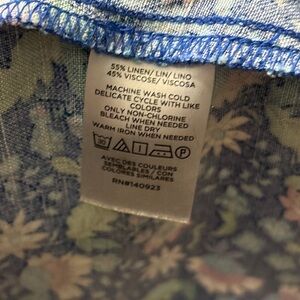 55% LINEN/ LIN/ LINO
45% VISCOSE/ VISCOSA
MACHINE WASH COLD
DELICATE CYCLE WITH LIKE
COLORS
ONLY NON-CHLORINE
BLEACH WHEN NEEDED
LINE DRY
WARM IRON WHEN NEEDED
30 P
AVEC DES COULEURS
SEMBLABLES / CON
COLORES SIMILARES
RN#140923